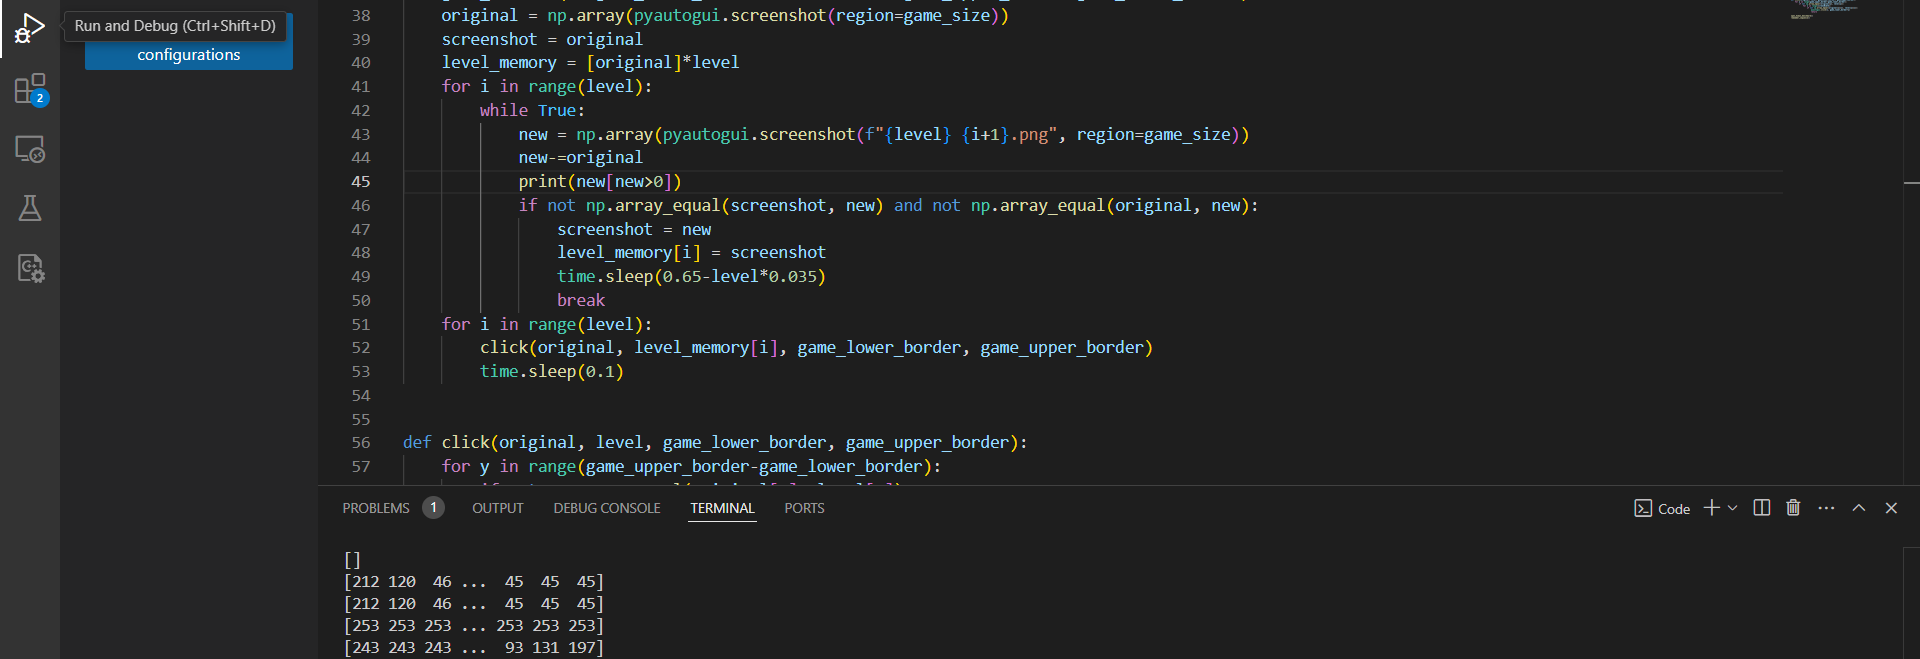 Run and Debug (Ctrl+Shift+D)
configurations
2
38 original = np.array(pyautogui.screenshot(region=game_size))
39 screenshot = original
40 level_memory = [original]*level
41 for i in range(level):
42 while True:
43 new = np.array(pyautogui.screenshot(f"{level} {i+1}.png", region=game_size))
44 new-=original
45 print(new[new>0])
46 if not np.array_equal(screenshot, new) and not np.array_equal(original, new):
47 screenshot = new
48 level_memory[i] = screenshot
49 time.sleep(0.65-level*0.035)
50 break
51 for i in range(level):
52 click(original, level_memory[i], game_lower_border, game_upper_border)
53 time.sleep(0.1)
54
55
56 def click(original, level, game_lower_border, game_upper_border):
57 for y in range(game_upper_border-game_lower_border):
PROBLEMS 1 OUTPUT DEBUG CONSOLE TERMINAL PORTS Code
[]
[212 120 46 ... 45 45 45]
[212 120 46 ... 45 45 45]
[253 253 253 ... 253 253 253]
[243 243 243 ... 93 131 197]